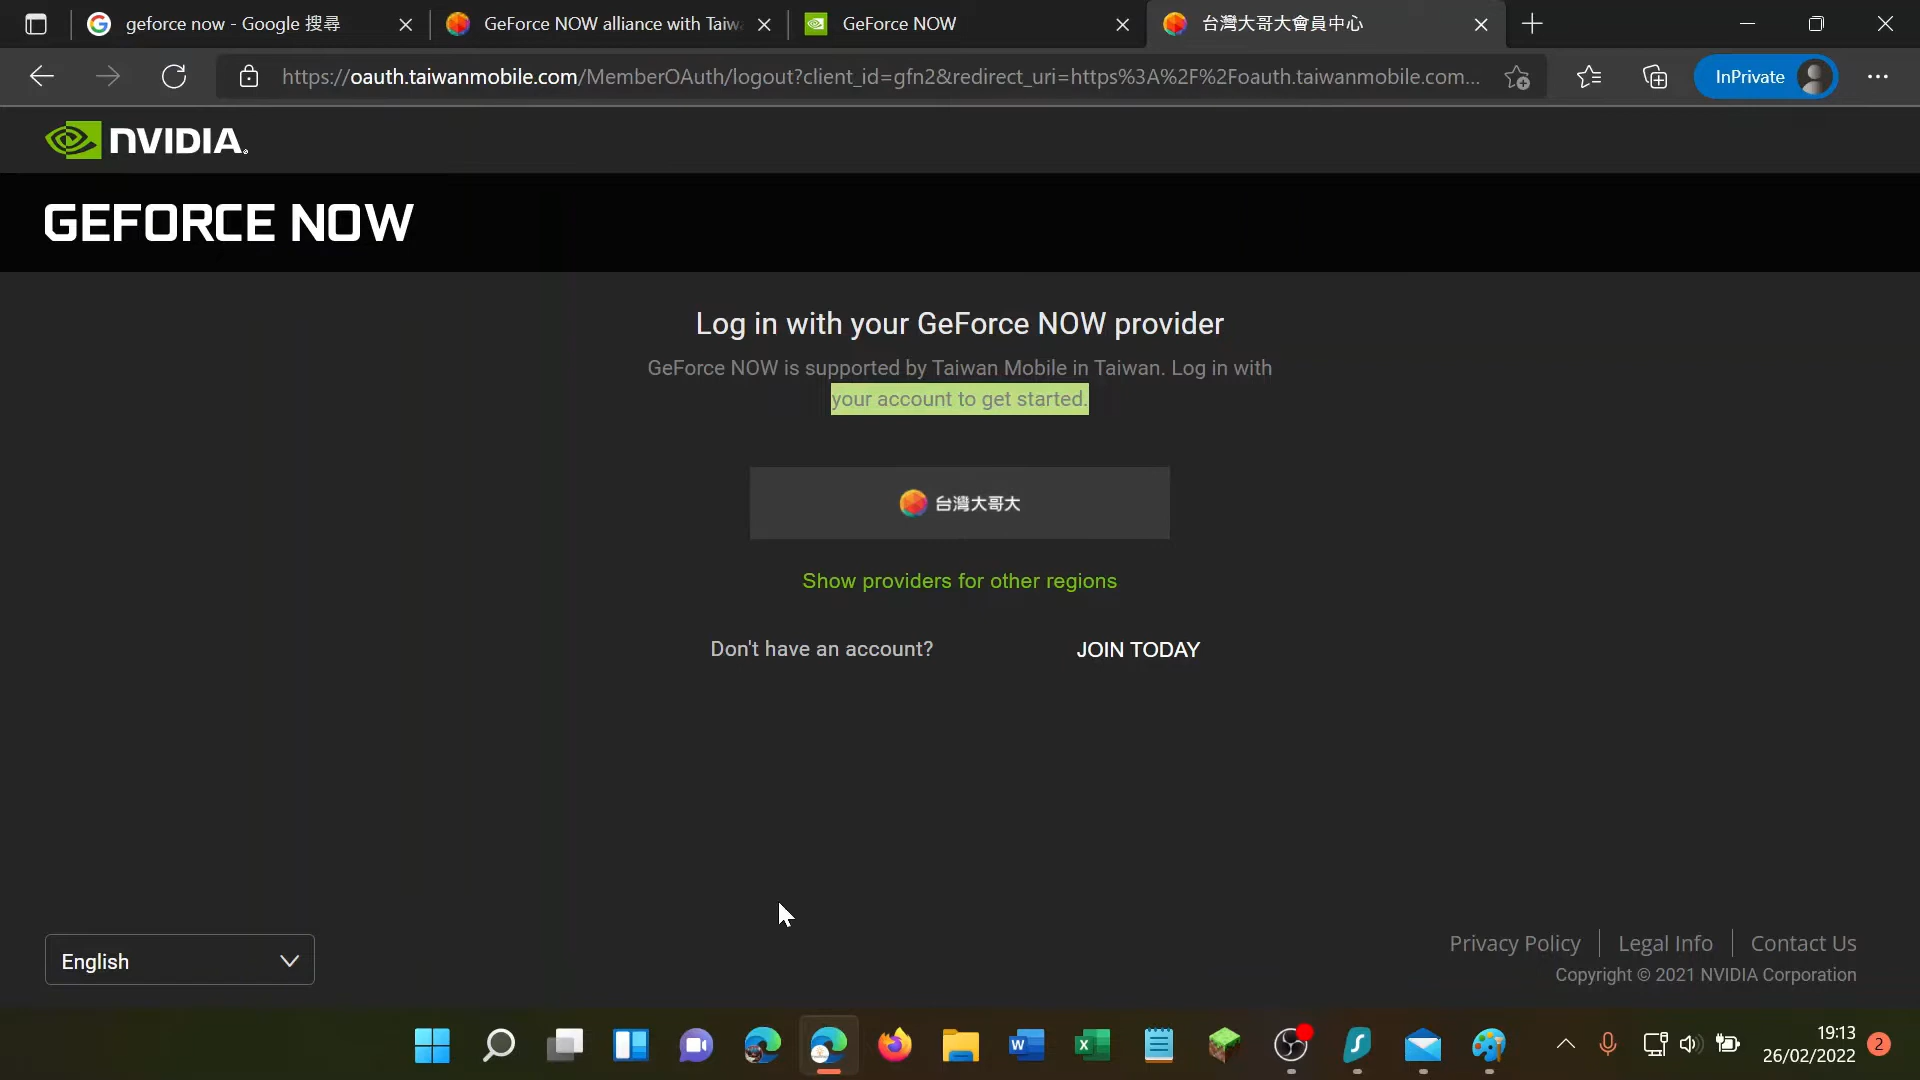 geforce now - Google 搜尋
GeForce NOW alliance with Taiw
GeForce NOW
台灣大哥大會員中心
https://oauth.taiwanmobile.com/MemberOAuth/logout?client_id=gfn2&redirect_uri=https%3A%2F%2Foauth.taiwanmobile.com...
InPrivate
NVIDIA.
GEFORCE NOW
Log in with your GeForce NOW provider
GeForce NOW is supported by Taiwan Mobile in Taiwan. Log in with
your account to get started.
台灣大哥大
Show providers for other regions
Don't have an account?
JOIN TODAY
English
Privacy Policy
Legal Info
Contact Us
Copyright © 2021 NVIDIA Corporation
19:13
26/02/2022
2